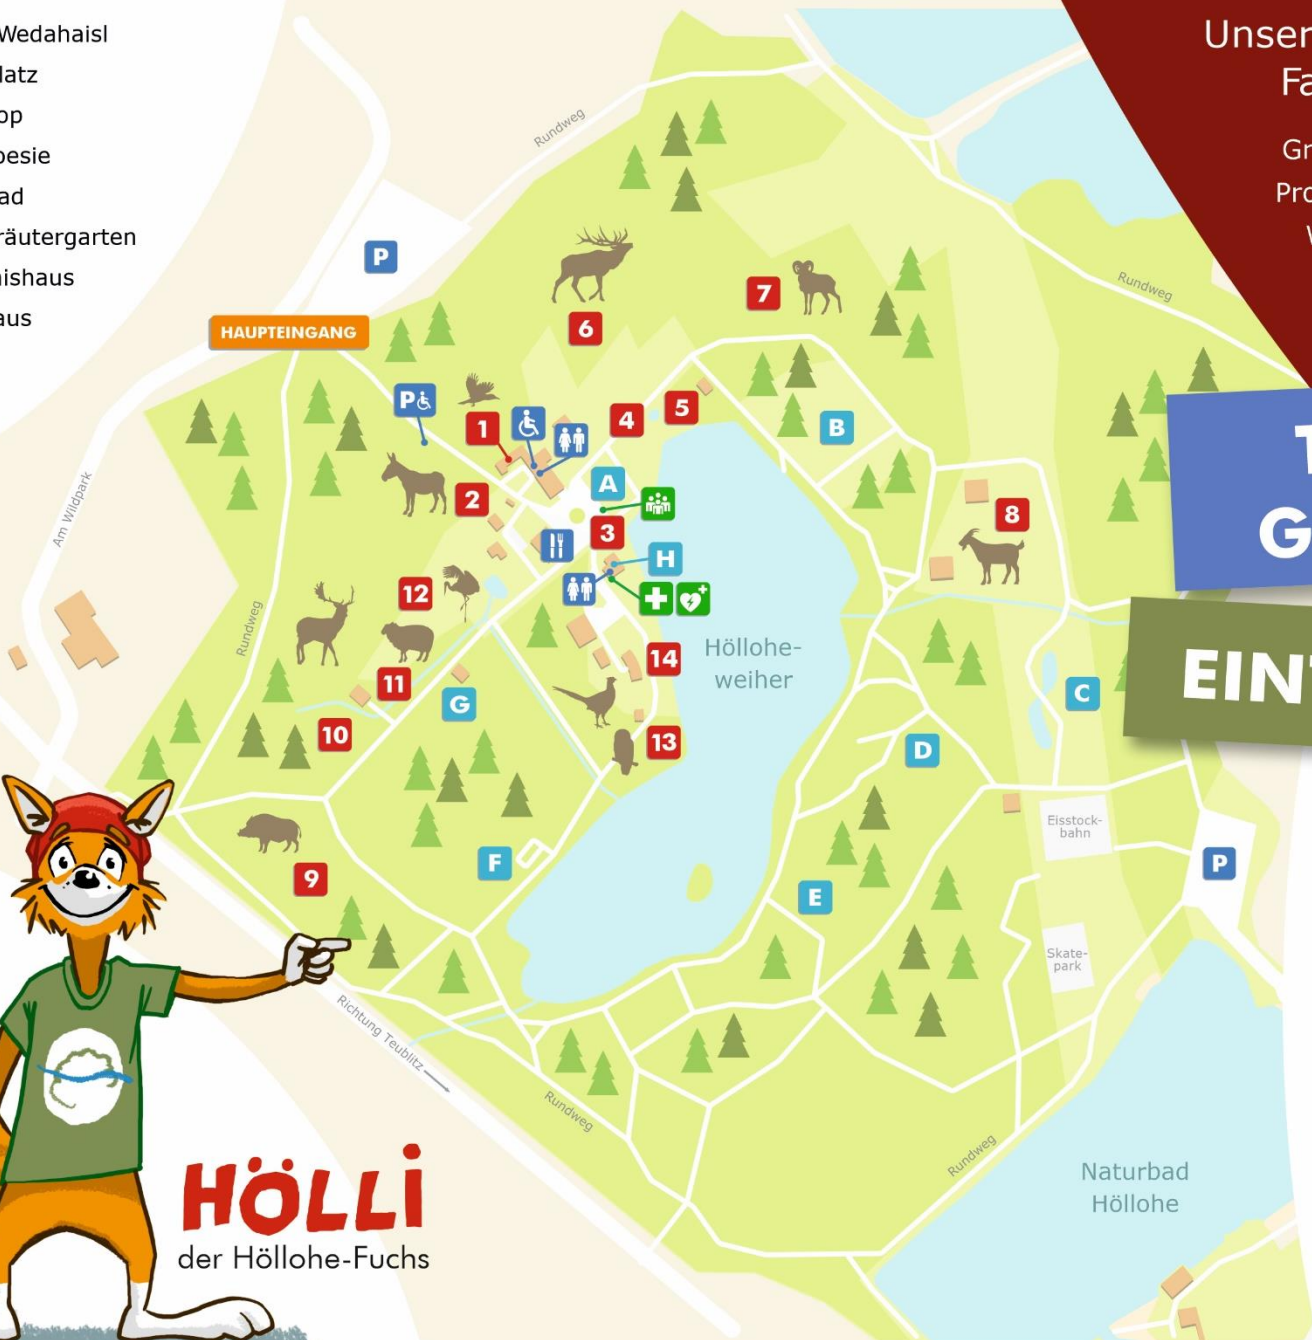 Wedahaisl
latz
op
oesie
ad
räutergarten
nishaus
aus
Unser
Fa
Gr
Pro
Rundweg
P
HAUPTEINGANG
6
7
Rundweg
P
1
4
5
B
2
A
3
8
H
12
Rundweg
Am Wildpark
11
G
14
Höllohe-
weiher
10
13
C
D
9
F
E
Eisstock-
bahn
P
Skate-
park
G
EIN
Richtung Teublitz
Rundweg
Rundweg
Naturbad
Höllohe
HÖLLi
der Höllohe-Fuchs